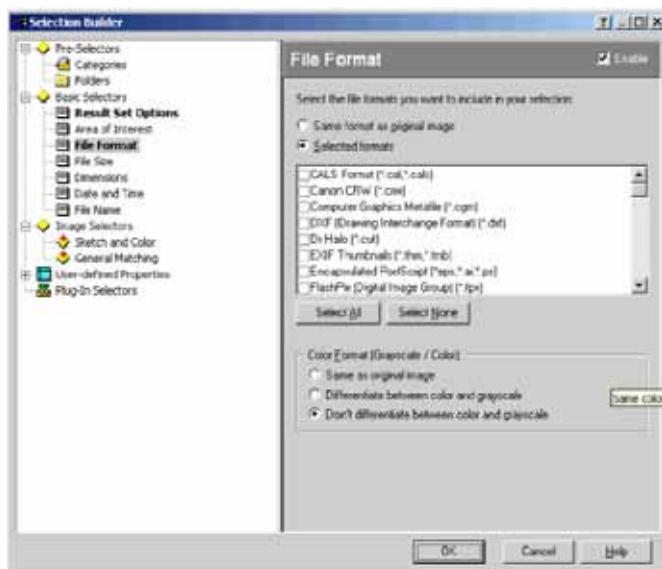 Selection Builder
Pre-Selectors
Categories
Folders
Basic Selectors
Result Set Options
Area of Interest
File Format
File Size
Dimensions
Date and Time
File Name
Image Selectors
Sketch and Color
General Matching
User-defined Properties
Plug-In Selectors
File Format
Enable
Select the file formats you want to include in your selection:
Same format as original image
Selected formats
CALS Format (*.cal,*.cals)
Canon CRW (*.crw)
Computer Graphics Metafile (*.cgm)
DXF (Drawing Interchange Format) (*.dxf)
Dr.Halo (*.cut)
EXIF Thumbnails (*.thm,*.tnb)
Encapsulated PostScript (*eps,*.ai,*.ps)
FlashPix (Digital Image Group) (*.fpx)
Select All
Select None
Color Format (Grayscale / Color)
Same as original image
Differentiate between color and grayscale
Don't differentiate between color and grayscale
Same colo
OK
Cancel
Help